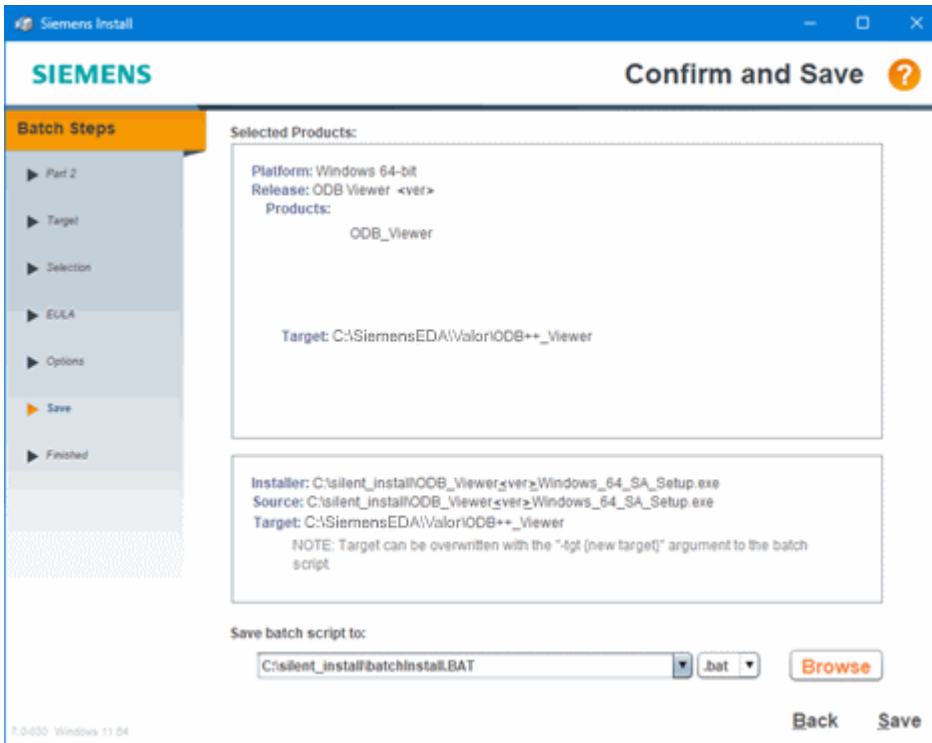 Siemens Install
SIEMENS
Confirm and Save
?
Batch Steps
Part 2
Target
Selection
EULA
Options
Save
Finished
Selected Products:
Platform: Windows 64-bit
Release: ODB Viewer <ver>
Products:
ODB_Viewer
Target: C:\SiemensEDA\Valor\ODB++_Viewer
Installer: C:\silent_install\ODB_Viewer<ver>Windows_64_SA_Setup.exe
Source: C:\silent_install\ODB_Viewer<ver>Windows_64_SA_Setup.exe
Target: C:\SiemensEDA\Valor\ODB++_Viewer
NOTE: Target can be overwritten with the "-tgt {new target}" argument to the batch
script
Save batch script to:
C:\silent_install\batchInstall.BAT
.bat
Browse
Back
Save
Windows 11 64